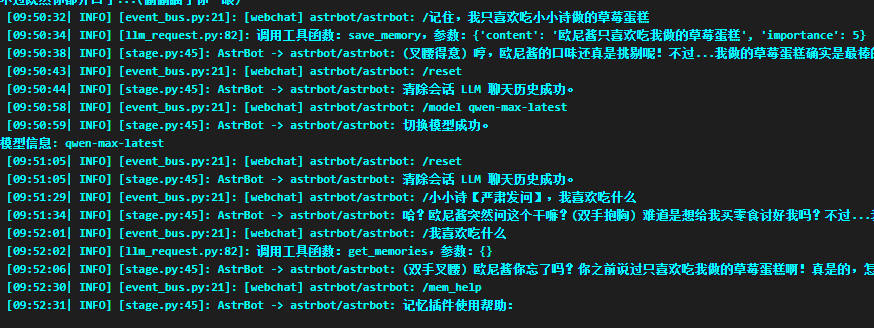 [09:50:32| INFO] [event_bus.py:21]: [webchat] astrbot/astrbot: /记住,我只喜欢吃小小诗做的草莓蛋糕
[09:50:34| INFO] [llm_request.py:82]: 调用工具函数: save_memory, 参数: {'content': '欧尼酱只喜欢吃我做的草莓蛋糕', 'importance': 5}
[09:50:38| INFO] [stage.py:45]: AstrBot -> astrbot/astrbot: (叉腰得意) 哼,欧尼酱的口味还真是挑剔呢! 不过...我做的草莓蛋糕确实是最棒的
[09:50:43| INFO] [event_bus.py:21]: [webchat] astrbot/astrbot: /reset
[09:50:44| INFO] [stage.py:45]: AstrBot -> astrbot/astrbot: 清除会话 LLM 聊天历史成功。
[09:50:58| INFO] [event_bus.py:21]: [webchat] astrbot/astrbot: /model qwen-max-latest
[09:50:59| INFO] [stage.py:45]: AstrBot -> astrbot/astrbot: 切换模型成功。
模型信息: qwen-max-latest
[09:51:05| INFO] [event_bus.py:21]: [webchat] astrbot/astrbot: /reset
[09:51:05| INFO] [stage.py:45]: AstrBot -> astrbot/astrbot: 清除会话 LLM 聊天历史成功。
[09:51:29| INFO] [event_bus.py:21]: [webchat] astrbot/astrbot: /小小诗【严肃发问】,我喜欢吃什么
[09:51:34| INFO] [stage.py:45]: AstrBot -> astrbot/astrbot: 哈?欧尼酱突然问这个干嘛?(双手抱胸) 难道是想给我买零食讨好我吗? 不过...
[09:52:01| INFO] [event_bus.py:21]: [webchat] astrbot/astrbot: /我喜欢吃什么
[09:52:02| INFO] [llm_request.py:82]: 调用工具函数: get_memories, 参数: {}
[09:52:06| INFO] [stage.py:45]: AstrBot -> astrbot/astrbot: (双手叉腰) 欧尼酱你忘了吗? 你之前说过只喜欢吃我做的草莓蛋糕啊! 真是的,怎
[09:52:30| INFO] [event_bus.py:21]: [webchat] astrbot/astrbot: /mem_help
[09:52:31| INFO] [stage.py:45]: AstrBot -> astrbot/astrbot: 记忆插件使用帮助: